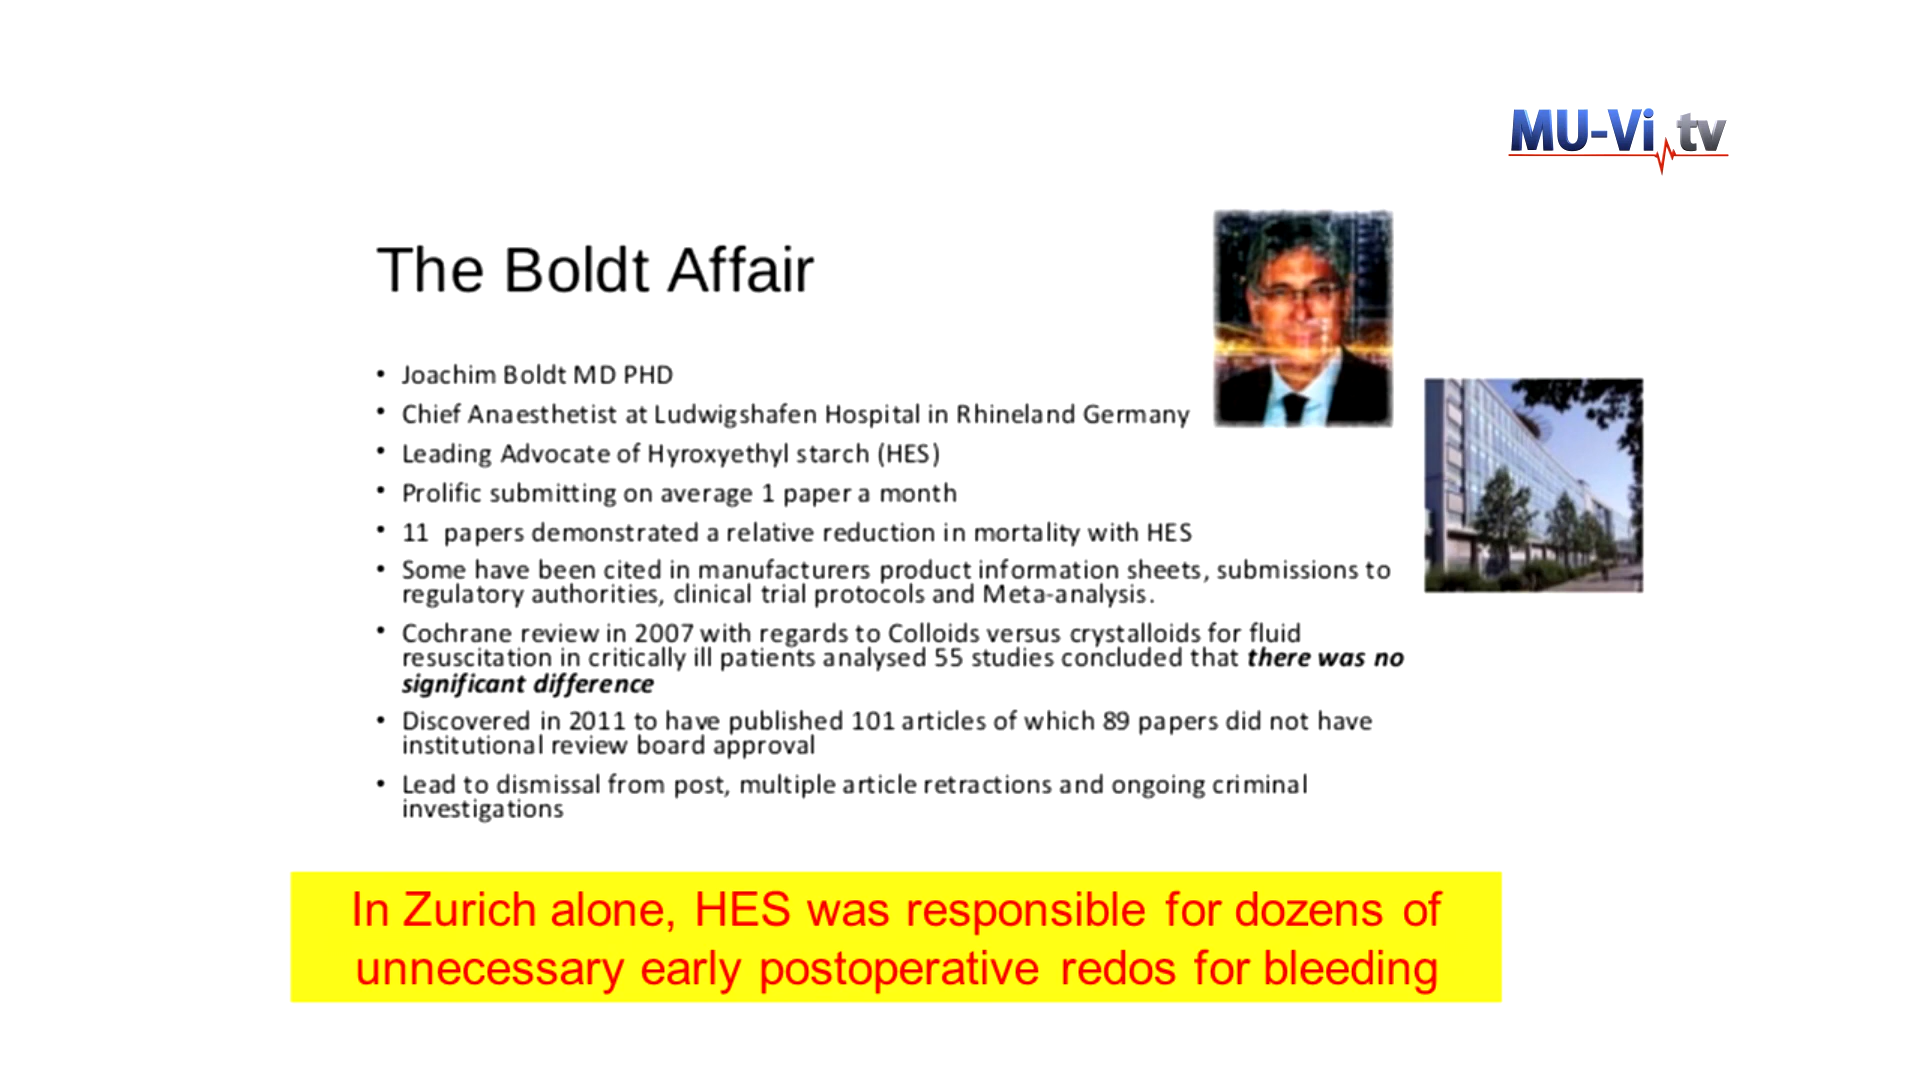 MU-Vi tv
The Boldt Affair
• Joachim Boldt MD PHD
• Chief Anaesthetist at Ludwigshafen Hospital in Rhineland Germany
• Leading Advocate of Hyroxyethyl starch (HES)
• Prolific submitting on average 1 paper a month
• 11 papers demonstrated a relative reduction in mortality with HES
• Some have been cited in manufacturers product information sheets, submissions to
regulatory authorities, clinical trial protocols and Meta-analysis.
• Cochrane review in 2007 with regards to Colloids versus crystalloids for fluid
resuscitation in critically ill patients analysed 55 studies concluded that there was no
significant difference
• Discovered in 2011 to have published 101 articles of which 89 papers did not have
institutional review board approval
• Lead to dismissal from post, multiple article retractions and ongoing criminal
investigations
In Zurich alone, HES was responsible for dozens of
unnecessary early postoperative redos for bleeding